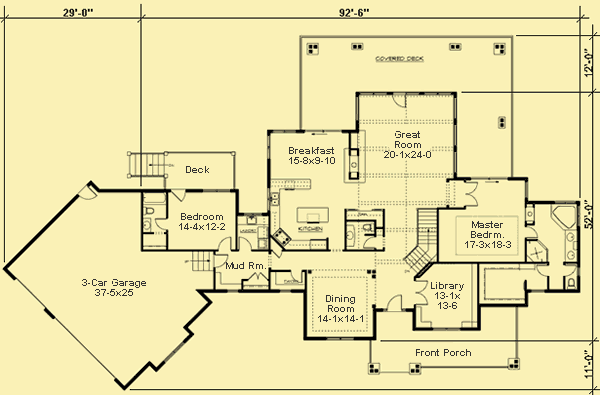 29'-0"
92'-6"
COVERED DECK
12'-0"
Great
Room
20-1x24-0
Breakfast
15-8x9-10
Deck
Bedroom
14-4x12-2
LAUNDRY
KITCHEN
Master
Bedrm.
17-3x18-3
52'-0"
Mud Rm.
3-Car Garage
37-5x25
PANTRY
Library
13-1x
13-6
Dining
Room
14-1x14-1
Front Porch
11'-0"